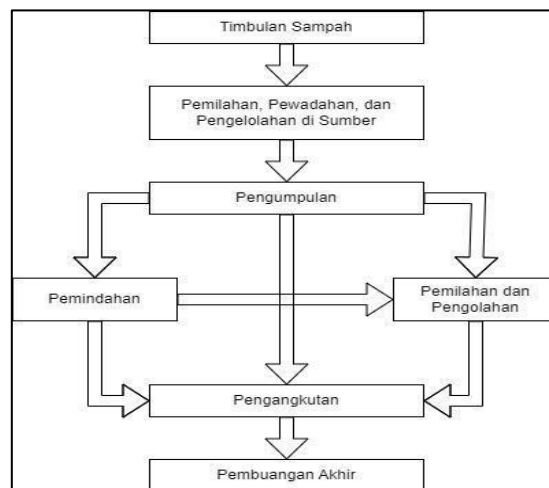 Timbulan Sampah
Pemilahan, Pewadahan, dan
Pengelolahan di Sumber
Pengumpulan
Pemindahan
Pemilahan dan
Pengolahan
Pengangkutan
Pembuangan Akhir